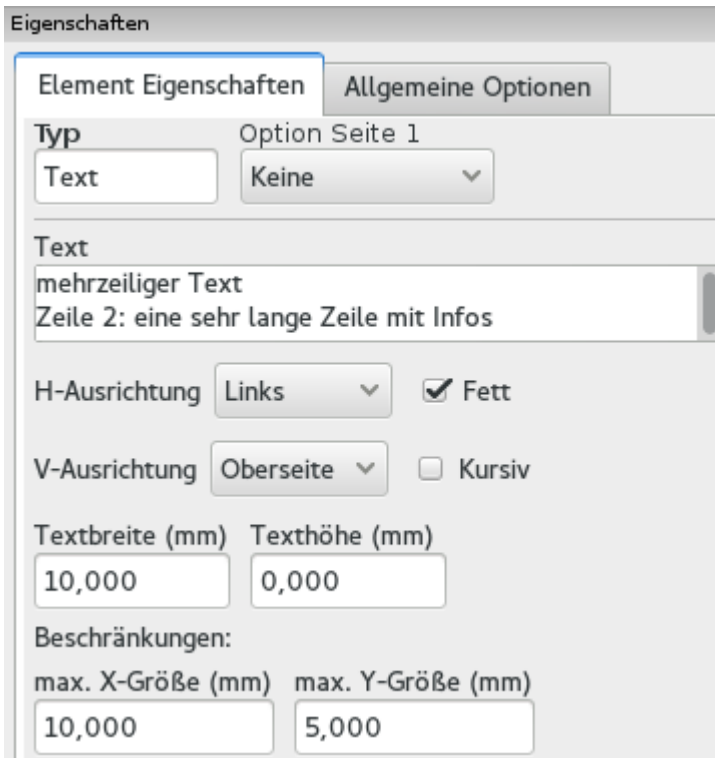 Eigenschaften
Element Eigenschaften Allgemeine Optionen
Typ Option Seite 1
Text Keine
Text
mehrzeiliger Text
Zeile 2: eine sehr lange Zeile mit Infos
H-Ausrichtung Links Fett
V-Ausrichtung Oberseite Kursiv
Textbreite (mm) Texthöhe (mm)
10,000 0,000
Beschränkungen:
max. X-Größe (mm) max. Y-Größe (mm)
10,000 5,000